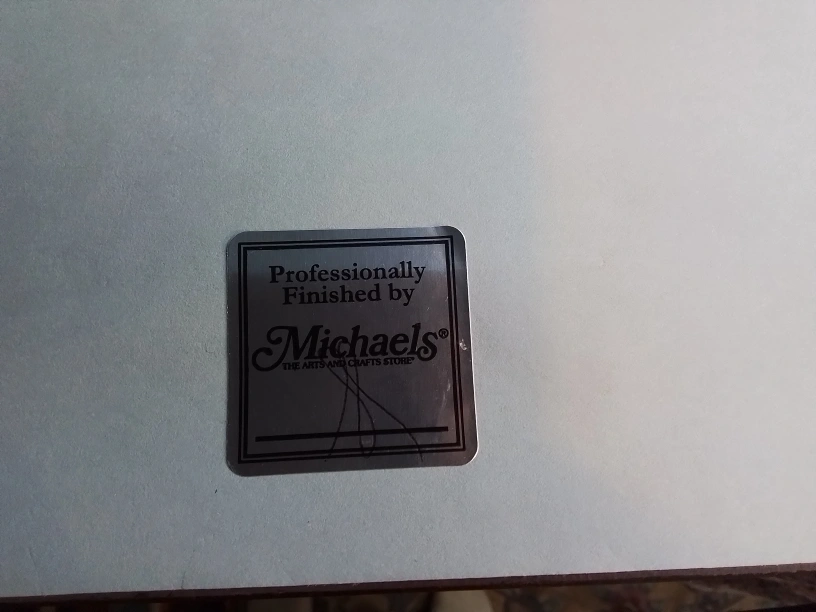 Professionally
Finished by
Michaels®
THE ARTS AND CRAFTS STORE®